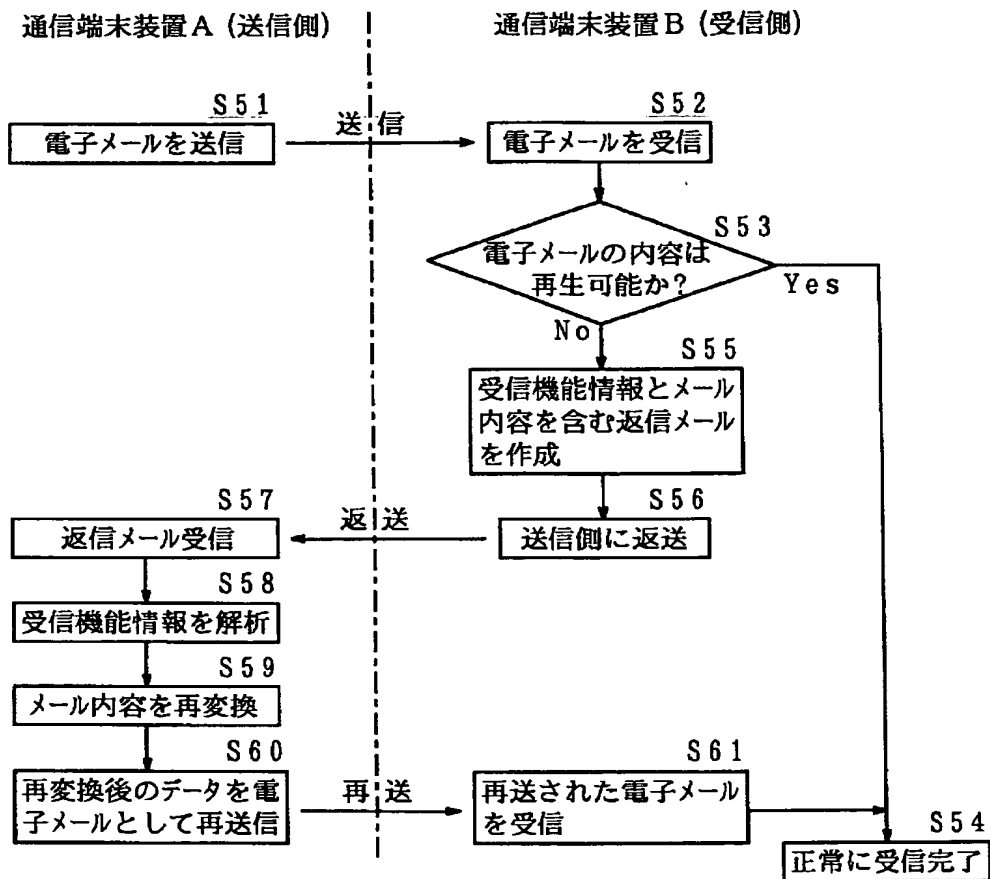 通信端末装置A (送信側)
通信端末装置B (受信側)
S51
電子メールを送信
送信
S52
電子メールを受信
S53
電子メールの内容は
再生可能か?
Yes
No
S55
受信機能情報とメール
内容を含む返信メール
を作成
S56
送信側に返送
返送
S57
返信メール受信
S58
受信機能情報を解析
S59
メール内容を再変換
S60
再変換後のデータを電
子メールとして再送信
再送
S61
再送された電子メール
を受信
S54
正常に受信完了